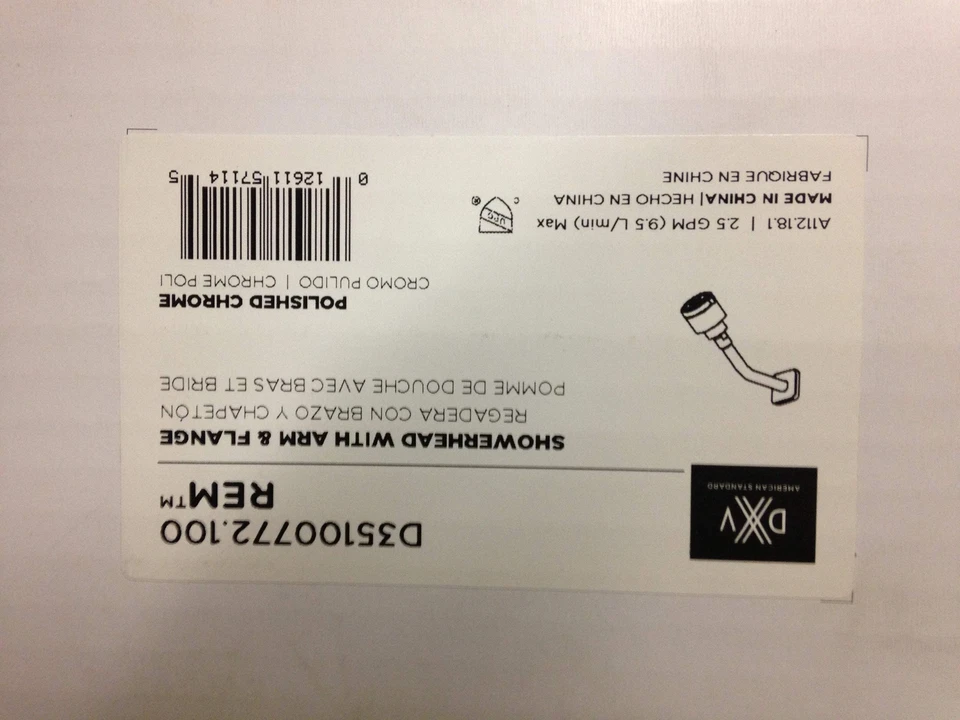 DXV
AMERICAN STANDARD
D35100772.100
REM™
SHOWERHEAD WITH ARM & FLANGE
REGADERA CON BRAZO Y CHAPETÓN
POMME DE DOUCHE AVEC BRAS ET BRIDE
POLISHED CHROME
CROMO PULIDO | CHROME POLI
A112.18.1 | 2.5 GPM (9.5 L/min) Max
MADE IN CHINA | HECHO EN CHINA
FABRIQUE EN CHINE
C UPC ®
0 12611 57114 5